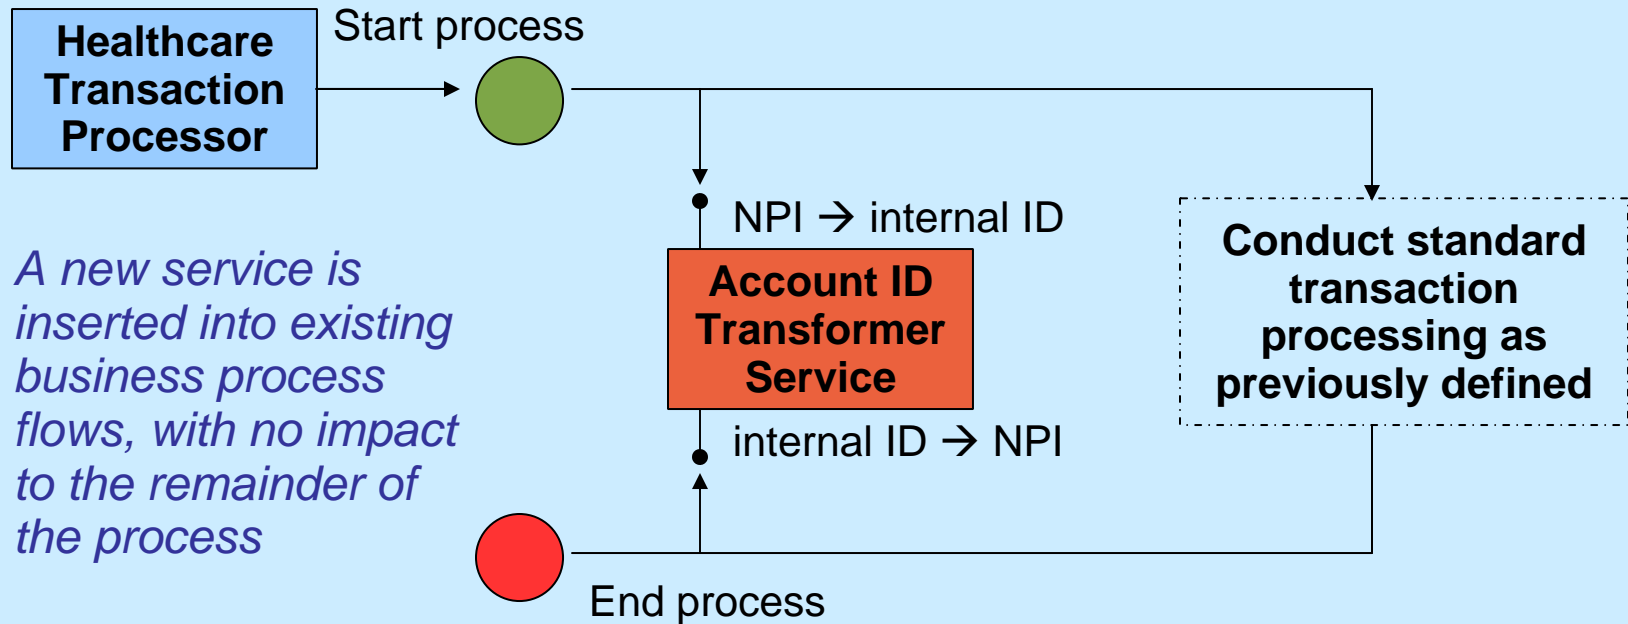 Healthcare
Transaction
Processor
Start process
NPI → internal ID
Account ID
Transformer
Service
internal ID → NPI
Conduct standard
transaction
processing as
previously defined
A new service is
inserted into existing
business process
flows, with no impact
to the remainder of
the process
End process